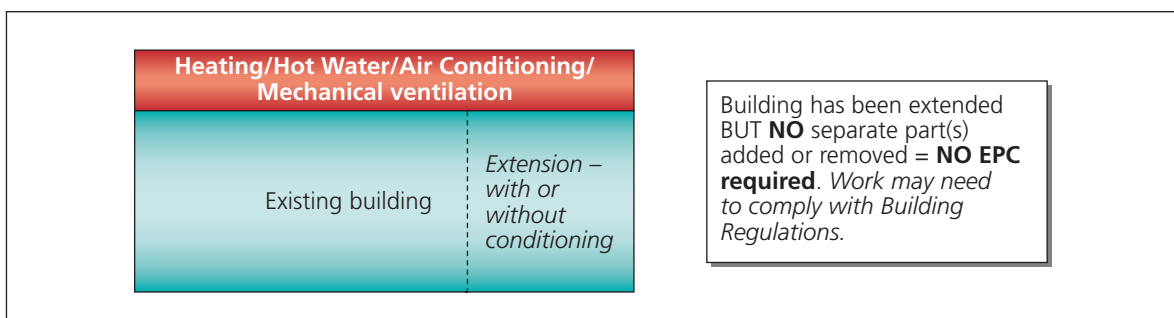 Heating/Hot Water/Air Conditioning/
Mechanical ventilation
Existing building
Extension –
with or
without
conditioning
Building has been extended
BUT NO separate part(s)
added or removed = NO EPC
required. Work may need
to comply with Building
Regulations.